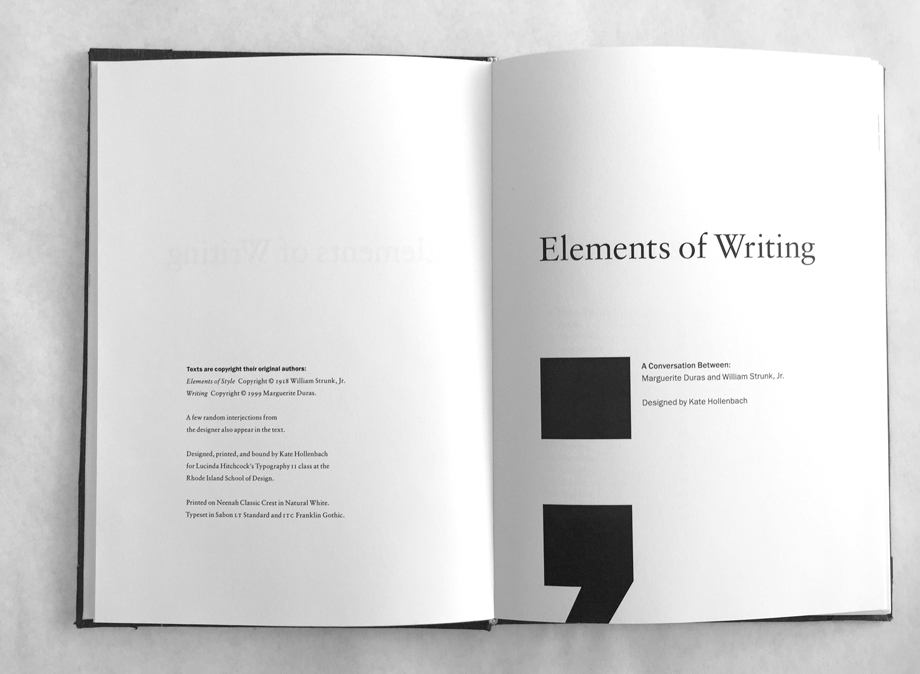 Texts are copyright their original authors:
Elements of Style Copyright © 1918 William Strunk, Jr.
Writing Copyright © 1999 Marguerite Duras.
A few random interjections from
the designer also appear in the text.
Designed, printed, and bound by Kate Hollenbach
for Lucinda Hitchcock's Typography 11 class at the
Rhode Island School of Design.
Printed on Neenah Classic Crest in Natural White.
Typeset in Sabon LT Standard and ITC Franklin Gothic.
Elements of Writing
A Conversation Between:
Marguerite Duras and William Strunk, Jr.
Designed by Kate Hollenbach
;